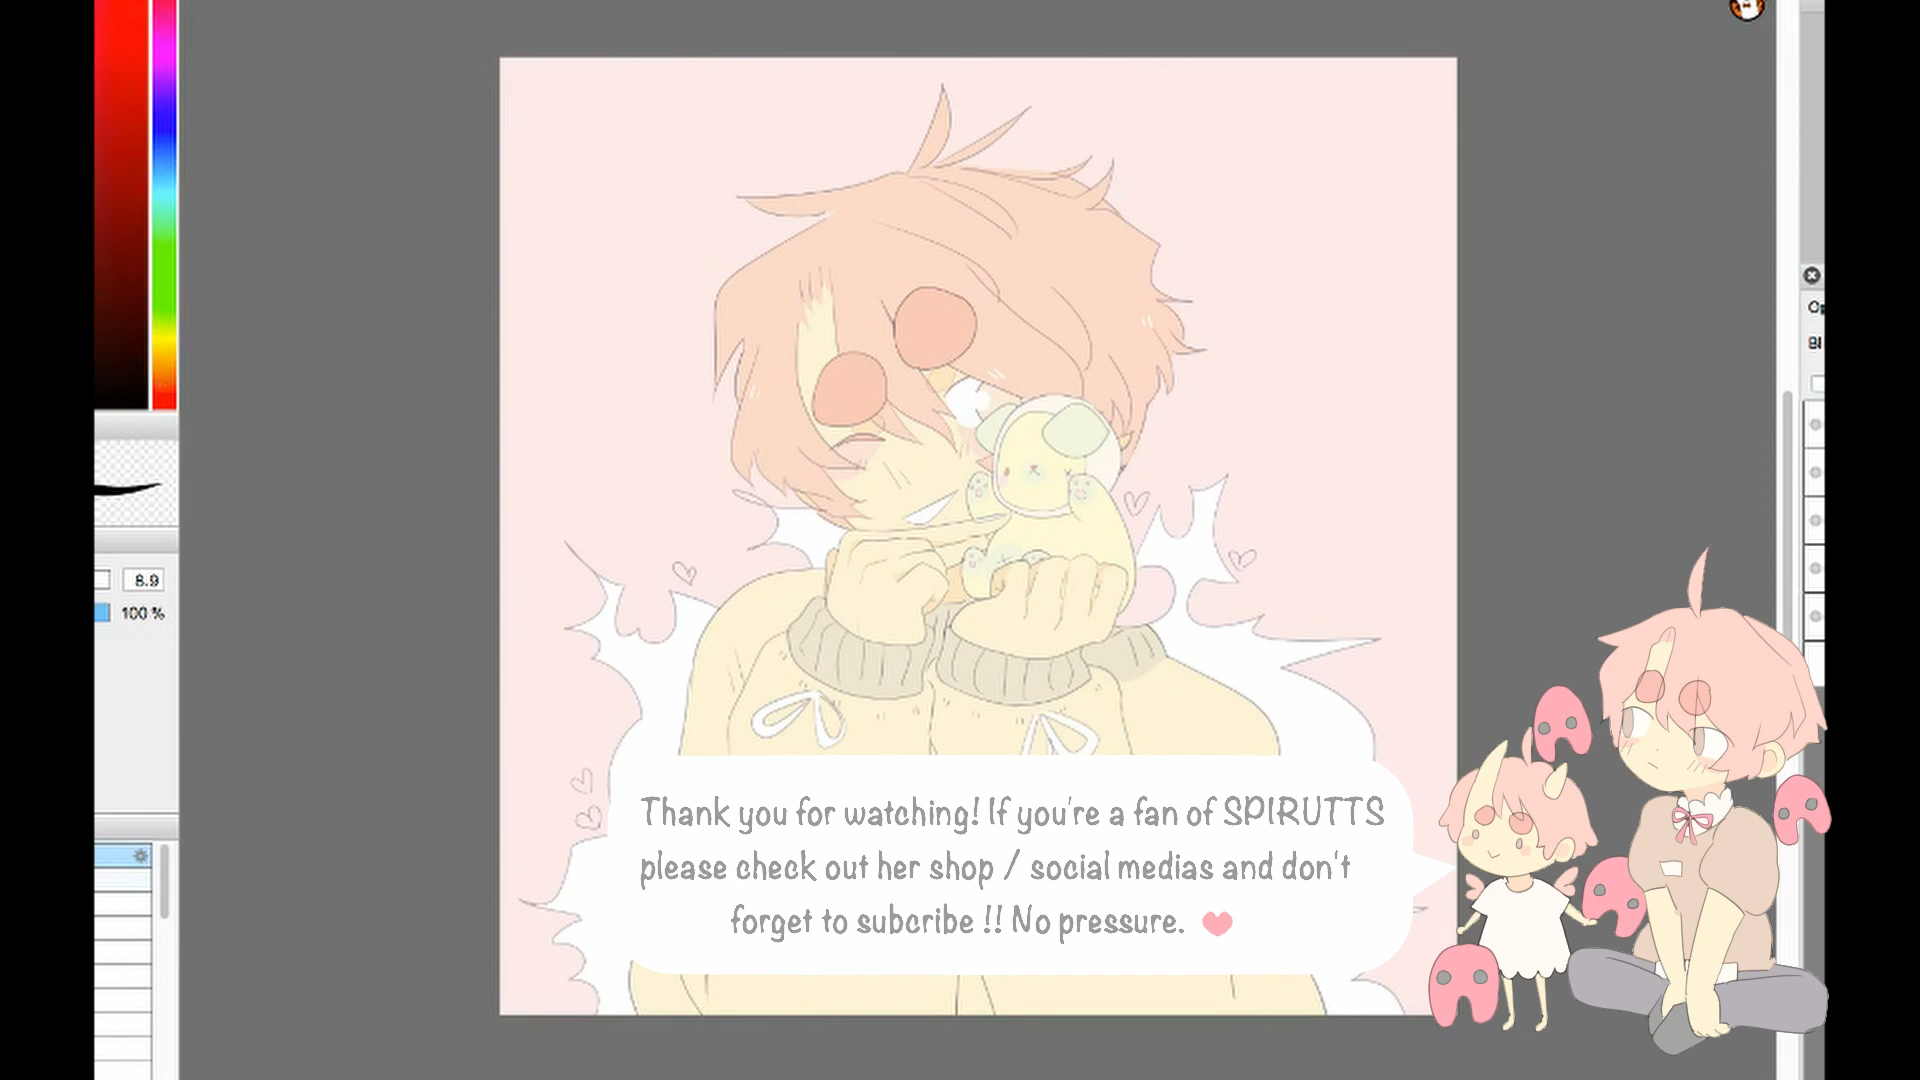 8.9
100 %
Thank you for watching! If you're a fan of SPIRUTTS
please check out her shop / social medias and don't
forget to subcribe !! No pressure.